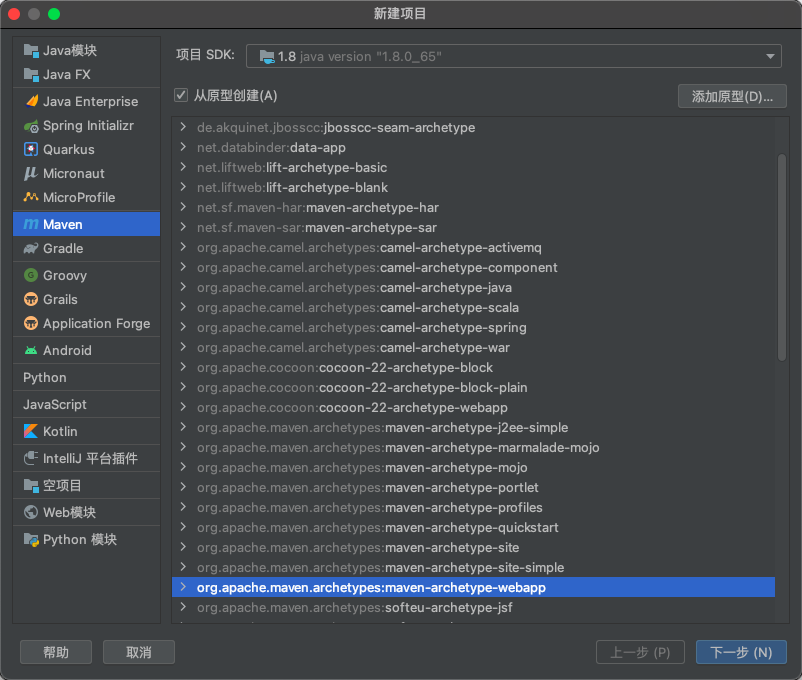 新建项目
Java模块
Java FX
Java Enterprise
Spring Initializr
Quarkus
Micronaut
MicroProfile
Maven
Gradle
Groovy
Grails
Application Forge
Android
Python
JavaScript
Kotlin
IntelliJ 平台插件
空项目
Web模块
Python 模块
项目 SDK: 1.8 java version "1.8.0_65"
从原型创建(A)
添加原型(D)...
de.akquinet.jbosscc:jbosscc-seam-archetype
net.databinder:data-app
net.liftweb:lift-archetype-basic
net.liftweb:lift-archetype-blank
net.sf.maven-har:maven-archetype-har
net.sf.maven-sar:maven-archetype-sar
org.apache.camel.archetypes:camel-archetype-activemq
org.apache.camel.archetypes:camel-archetype-component
org.apache.camel.archetypes:camel-archetype-java
org.apache.camel.archetypes:camel-archetype-scala
org.apache.camel.archetypes:camel-archetype-spring
org.apache.camel.archetypes:camel-archetype-war
org.apache.cocoon:cocoon-22-archetype-block
org.apache.cocoon:cocoon-22-archetype-block-plain
org.apache.cocoon:cocoon-22-archetype-webapp
org.apache.maven.archetypes:maven-archetype-j2ee-simple
org.apache.maven.archetypes:maven-archetype-marmalade-mojo
org.apache.maven.archetypes:maven-archetype-mojo
org.apache.maven.archetypes:maven-archetype-portlet
org.apache.maven.archetypes:maven-archetype-profiles
org.apache.maven.archetypes:maven-archetype-quickstart
org.apache.maven.archetypes:maven-archetype-site
org.apache.maven.archetypes:maven-archetype-site-simple
org.apache.maven.archetypes:maven-archetype-webapp
org.apache.maven.archetypes:softeu-archetype-jsf
帮助
取消
上一步 (P)
下一步 (N)